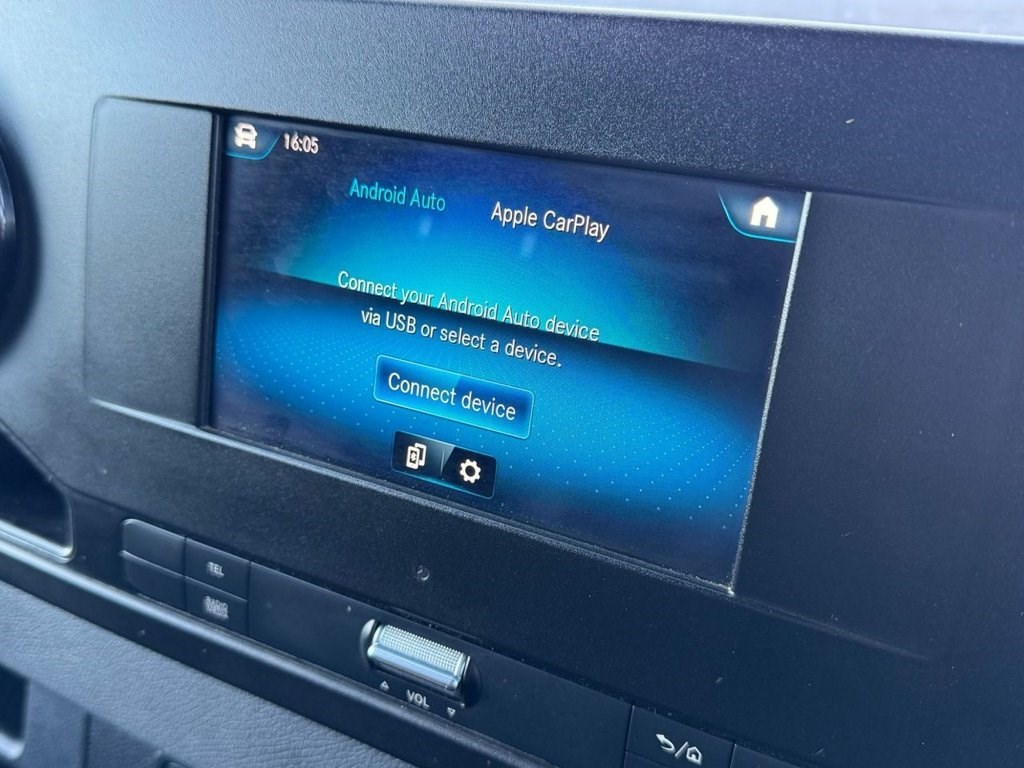 16:05
Android Auto
Apple CarPlay
Connect your Android Auto device
via USB or select a device.
Connect device
TEL
RADIO
VOL